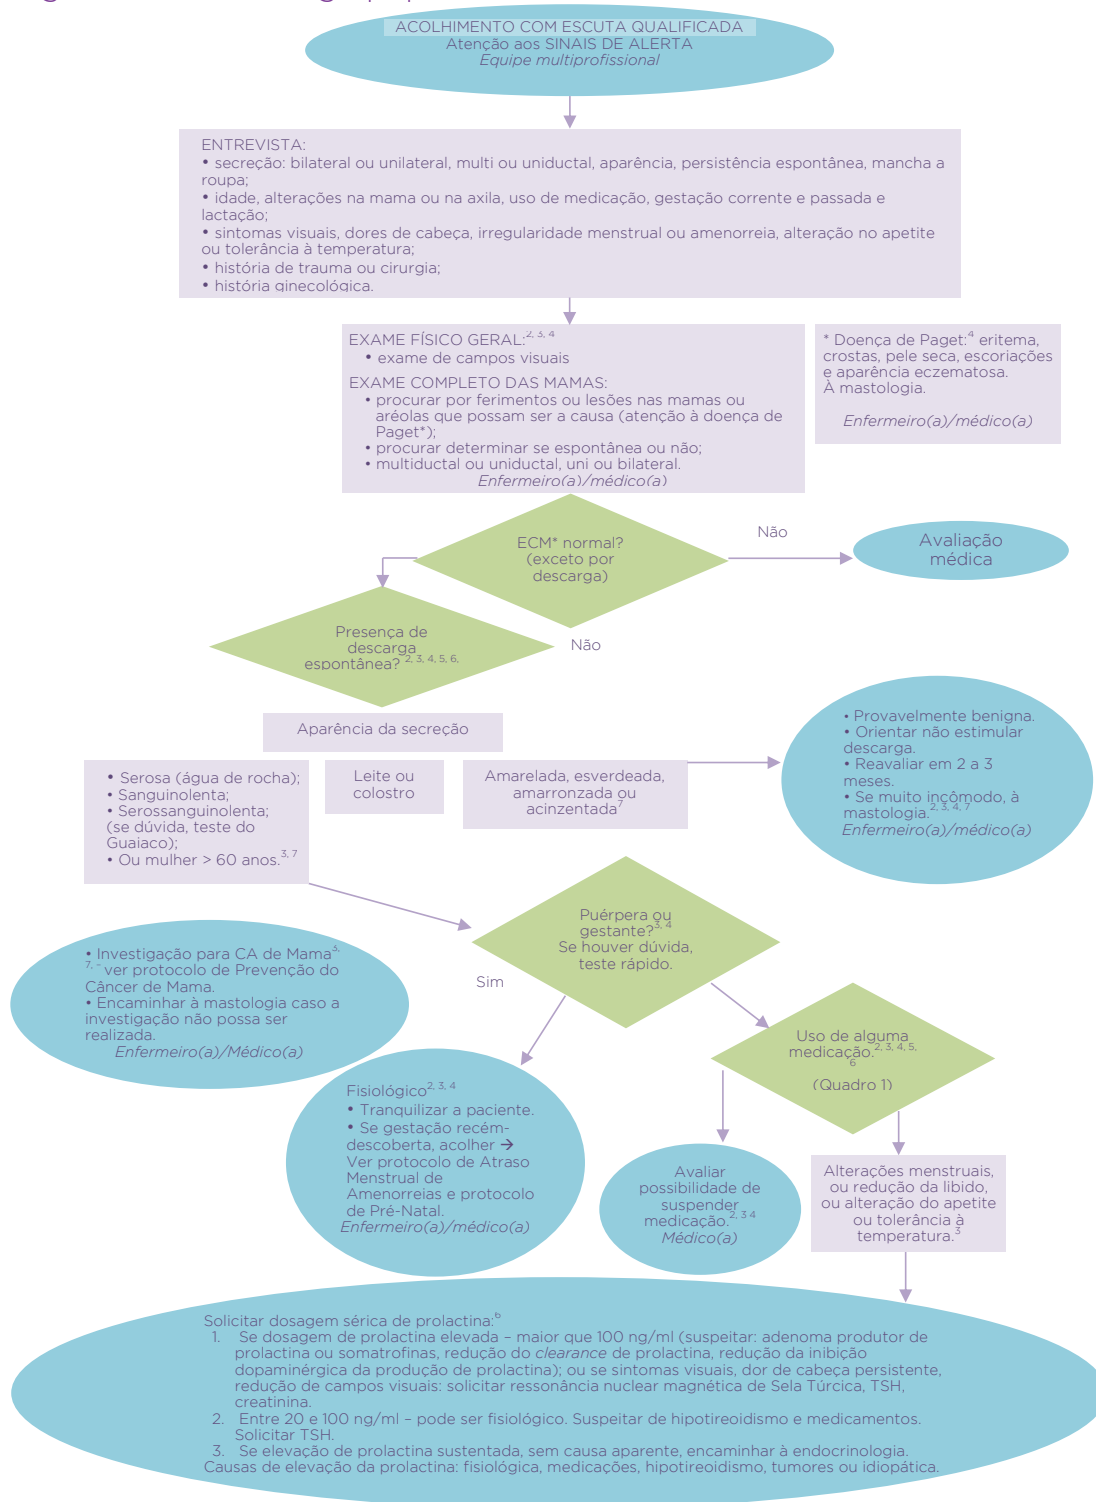 ACOLHIMENTO COM ESCUTA QUALIFICADA
Atenção aos SINAIS DE ALERTA
Equipe multiprofissional
ENTREVISTA:
• secreção: bilateral ou unilateral, multi ou uniductal, aparência, persistência espontânea, mancha a
roupa;
• idade, alterações na mama ou na axila, uso de medicação, gestação corrente e passada e
lactação;
• sintomas visuais, dores de cabeça, irregularidade menstrual ou amenorreia, alteração no apetite
ou tolerância à temperatura;
• história de trauma ou cirurgia;
• história ginecológica.
EXAME FÍSICO GERAL:2, 3, 4
• exame de campos visuais
EXAME COMPLETO DAS MAMAS:
• procurar por ferimentos ou lesões nas mamas ou
aréolas que possam ser a causa (atenção à doença de
Paget*);
• procurar determinar se espontânea ou não;
• multiductal ou uniductal, uni ou bilateral.
Enfermeiro(a)/médico(a)
* Doença de Paget:4 eritema,
crostas, pele seca, escoriações
e aparência eczematosa.
À mastologia.
Enfermeiro(a)/médico(a)
ECM* normal?
(exceto por
descarga)
Não
Avaliação
médica
Presença de
descarga
espontânea? 2, 3, 4, 5, 6,
Não
Aparência da secreção
• Serosa (água de rocha);
• Sanguinolenta;
• Serossanguinolenta;
(se dúvida, teste do
Guaiaco);
• Ou mulher > 60 anos.3, 7
Leite ou
colostro
Amarelada, esverdeada,
amarronzada ou
acinzentada7
• Provavelmente benigna.
• Orientar não estimular
descarga.
• Reavaliar em 2 a 3
meses.
• Se muito incômodo, à
mastologia.2, 3, 4, 7
Enfermeiro(a)/médico(a)
Puérpera ou
gestante?3, 4
Se houver dúvida,
teste rápido.
Sim
• Investigação para CA de Mama3,
7, – ver protocolo de Prevenção do
Câncer de Mama.
• Encaminhar à mastologia caso a
investigação não possa ser
realizada.
Enfermeiro(a)/Médico(a)
Uso de alguma
medicação.2, 3, 4, 5,
6
(Quadro 1)
Fisiológico2, 3, 4
• Tranquilizar a paciente.
• Se gestação recém-
descoberta, acolher →
Ver protocolo de Atraso
Menstrual de
Amenorreias e protocolo
de Pré-Natal.
Enfermeiro(a)/médico(a)
Avaliar
possibilidade de
suspender
medicação.2, 3 4
Médico(a)
Alterações menstruais,
ou redução da libido,
ou alteração do apetite
ou tolerância à
temperatura.3
Solicitar dosagem sérica de prolactina:6
1. Se dosagem de prolactina elevada – maior que 100 ng/ml (suspeitar: adenoma produtor de
prolactina ou somatrofinas, redução do clearance de prolactina, redução da inibição
dopaminérgica da produção de prolactina); ou se sintomas visuais, dor de cabeça persistente,
redução de campos visuais: solicitar ressonância nuclear magnética de Sela Túrcica, TSH,
creatinina.
2. Entre 20 e 100 ng/ml – pode ser fisiológico. Suspeitar de hipotireoidismo e medicamentos.
Solicitar TSH.
3. Se elevação de prolactina sustentada, sem causa aparente, encaminhar à endocrinologia.
Causas de elevação da prolactina: fisiológica, medicações, hipotireoidismo, tumores ou idiopática.